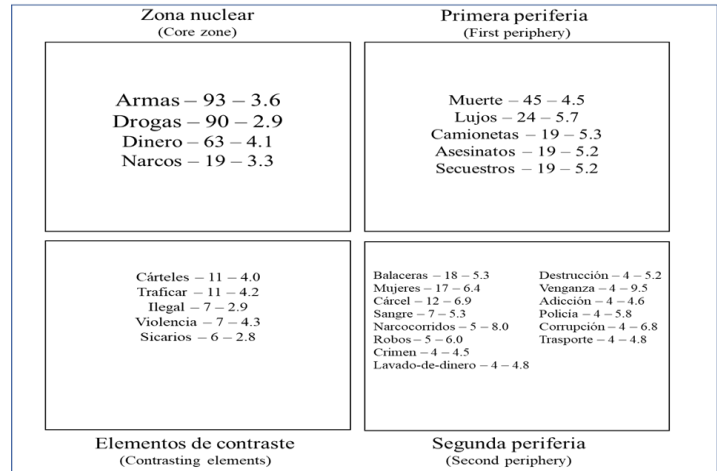 Zona nuclear
(Core zone)
Primera periferia
(First periphery)
Armas – 93 – 3.6
Drogas – 90 – 2.9
Dinero – 63 – 4.1
Narcos – 19 – 3.3
Muerte – 45 – 4.5
Lujos – 24 – 5.7
Camionetas – 19 – 5.3
Asesinatos – 19 – 5.2
Secuestros – 19 – 5.2
Cárteles – 11 – 4.0
Traficar – 11 – 4.2
Ilegal – 7 – 2.9
Violencia – 7 – 4.3
Sicarios – 6 – 2.8
Balaceras – 18 – 5.3
Mujeres – 17 – 6.4
Cárcel – 12 – 6.9
Sangre – 7 – 5.3
Narcocorridos – 5 – 8.0
Robos – 5 – 6.0
Crimen – 4 – 4.5
Lavado-de-dinero – 4 – 4.8
Destrucción – 4 – 5.2
Venganza – 4 – 9.5
Adicción – 4 – 4.6
Policía – 4 – 5.8
Corrupción – 4 – 6.8
Trasporte – 4 – 4.8
Elementos de contraste
(Contrasting elements)
Segunda periferia
(Second periphery)